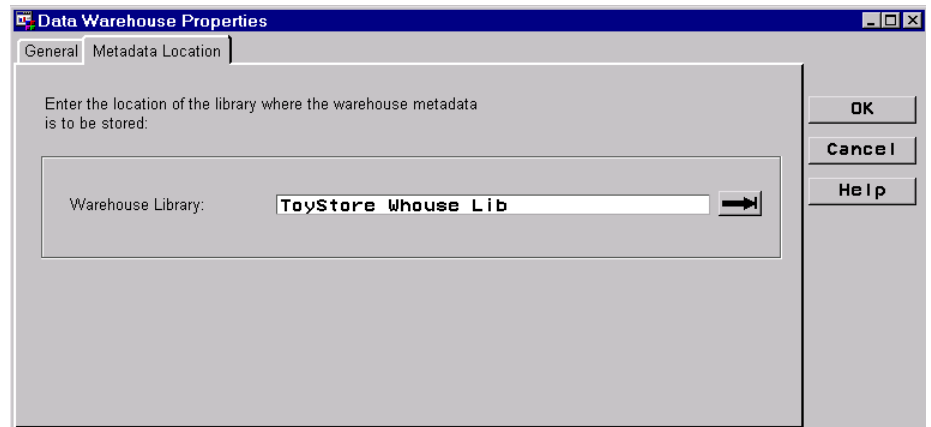 Data Warehouse Properties
General Metadata Location
Enter the location of the library where the warehouse metadata
is to be stored:
OK
Cancel
Help
Warehouse Library: ToyStore Whouse Lib